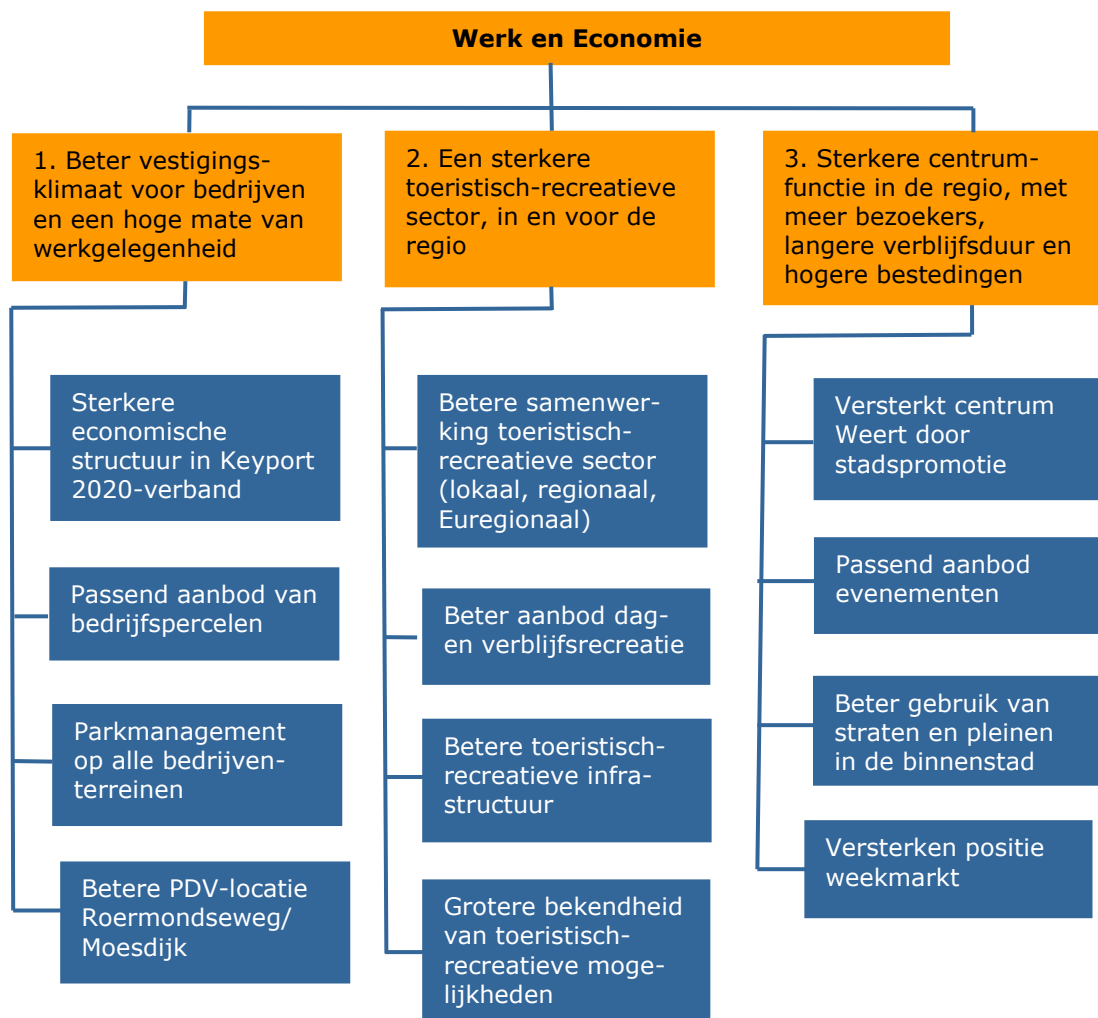 Werk en Economie
1. Beter vestigings-
klimaat voor bedrijven
en een hoge mate van
werkgelegenheid
2. Een sterkere
toeristisch-recreatieve
sector, in en voor de
regio
3. Sterkere centrum-
functie in de regio, met
meer bezoekers,
langere verblijfsduur en
hogere bestedingen
Sterkere
economische
structuur in Keyport
2020-verband
Passend aanbod van
bedrijfspercelen
Parkmanagement
op alle bedrijven-
terreinen
Betere PDV-locatie
Roermondseweg/
Moesdijk
Betere samenwer-
king toeristisch-
recreatieve sector
(lokaal, regionaal,
Euregionaal)
Beter aanbod dag-
en verblijfsrecreatie
Betere toeristisch-
recreatieve infra-
structuur
Grotere bekendheid
van toeristisch-
recreatieve moge-
lijkheden
Versterkt centrum
Weert door
stadspromotie
Passend aanbod
evenementen
Beter gebruik van
straten en pleinen
in de binnenstad
Versterken positie
weekmarkt